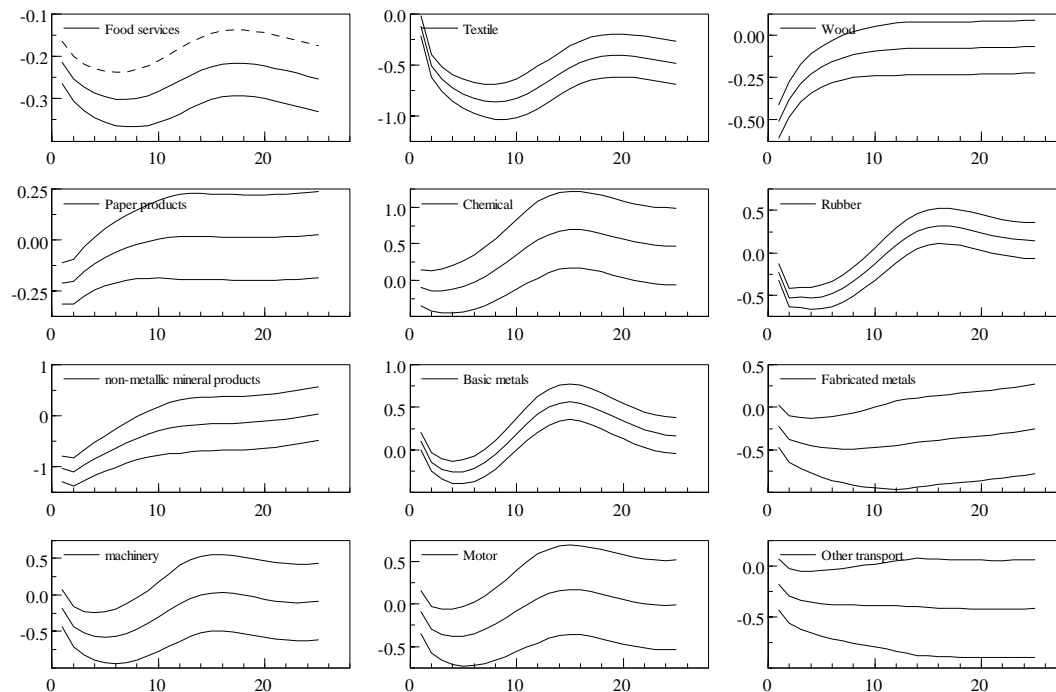 -0.1
Food services
-0.2
-0.3
0 10 20
0.0
Textile
-0.5
-1.0
0 10 20
0.00
Wood
-0.25
-0.50
0 10 20
0.25
Paper products
0.00
-0.25
0 10 20
1.0
Chemical
0.5
0.0
0 10 20
0.5
Rubber
0.0
-0.5
0 10 20
1
non-metallic mineral products
0
-1
0 10 20
1.0
Basic metals
0.5
0.0
0 10 20
0.5
Fabricated metals
0.0
-0.5
0 10 20
0.5
machinery
0.0
-0.5
0 10 20
0.5
Motor
0.0
-0.5
0 10 20
Other transport
0.0
-0.5
0 10 20